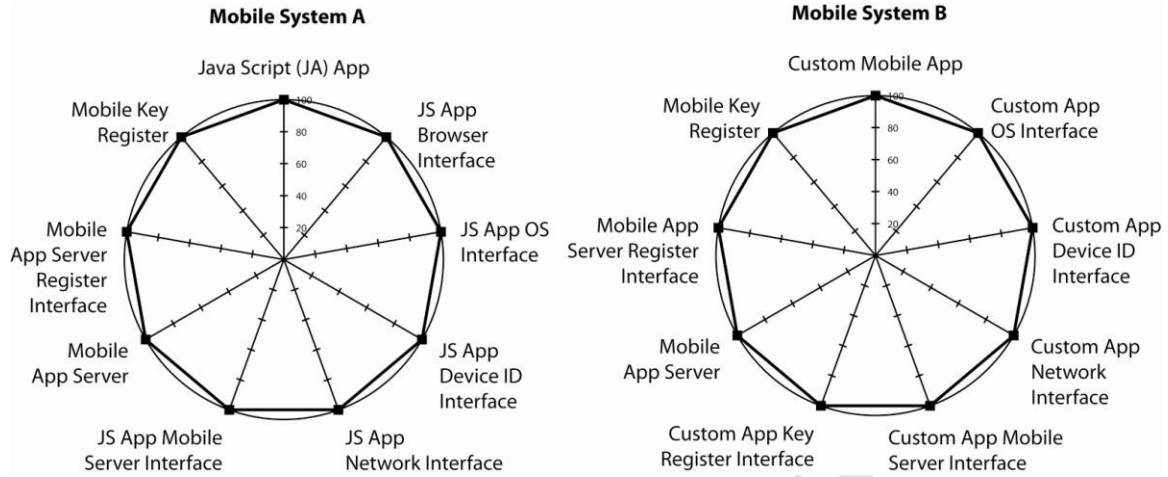 Mobile System A
Java Script (JA) App
Mobile Key
Register
JS App
Browser
Interface
100
80
60
40
20
Mobile
App Server
Register
Interface
JS App OS
Interface
Mobile
App Server
JS App
Device ID
Interface
JS App Mobile
Server Interface
JS App
Network Interface
Mobile System B
Custom Mobile App
Mobile Key
Register
Custom App
OS Interface
100
80
60
40
20
Mobile App
Server Register
Interface
Custom App
Device ID
Interface
Mobile
App Server
Custom App
Network
Interface
Custom App Key
Register Interface
Custom App Mobile
Server Interface